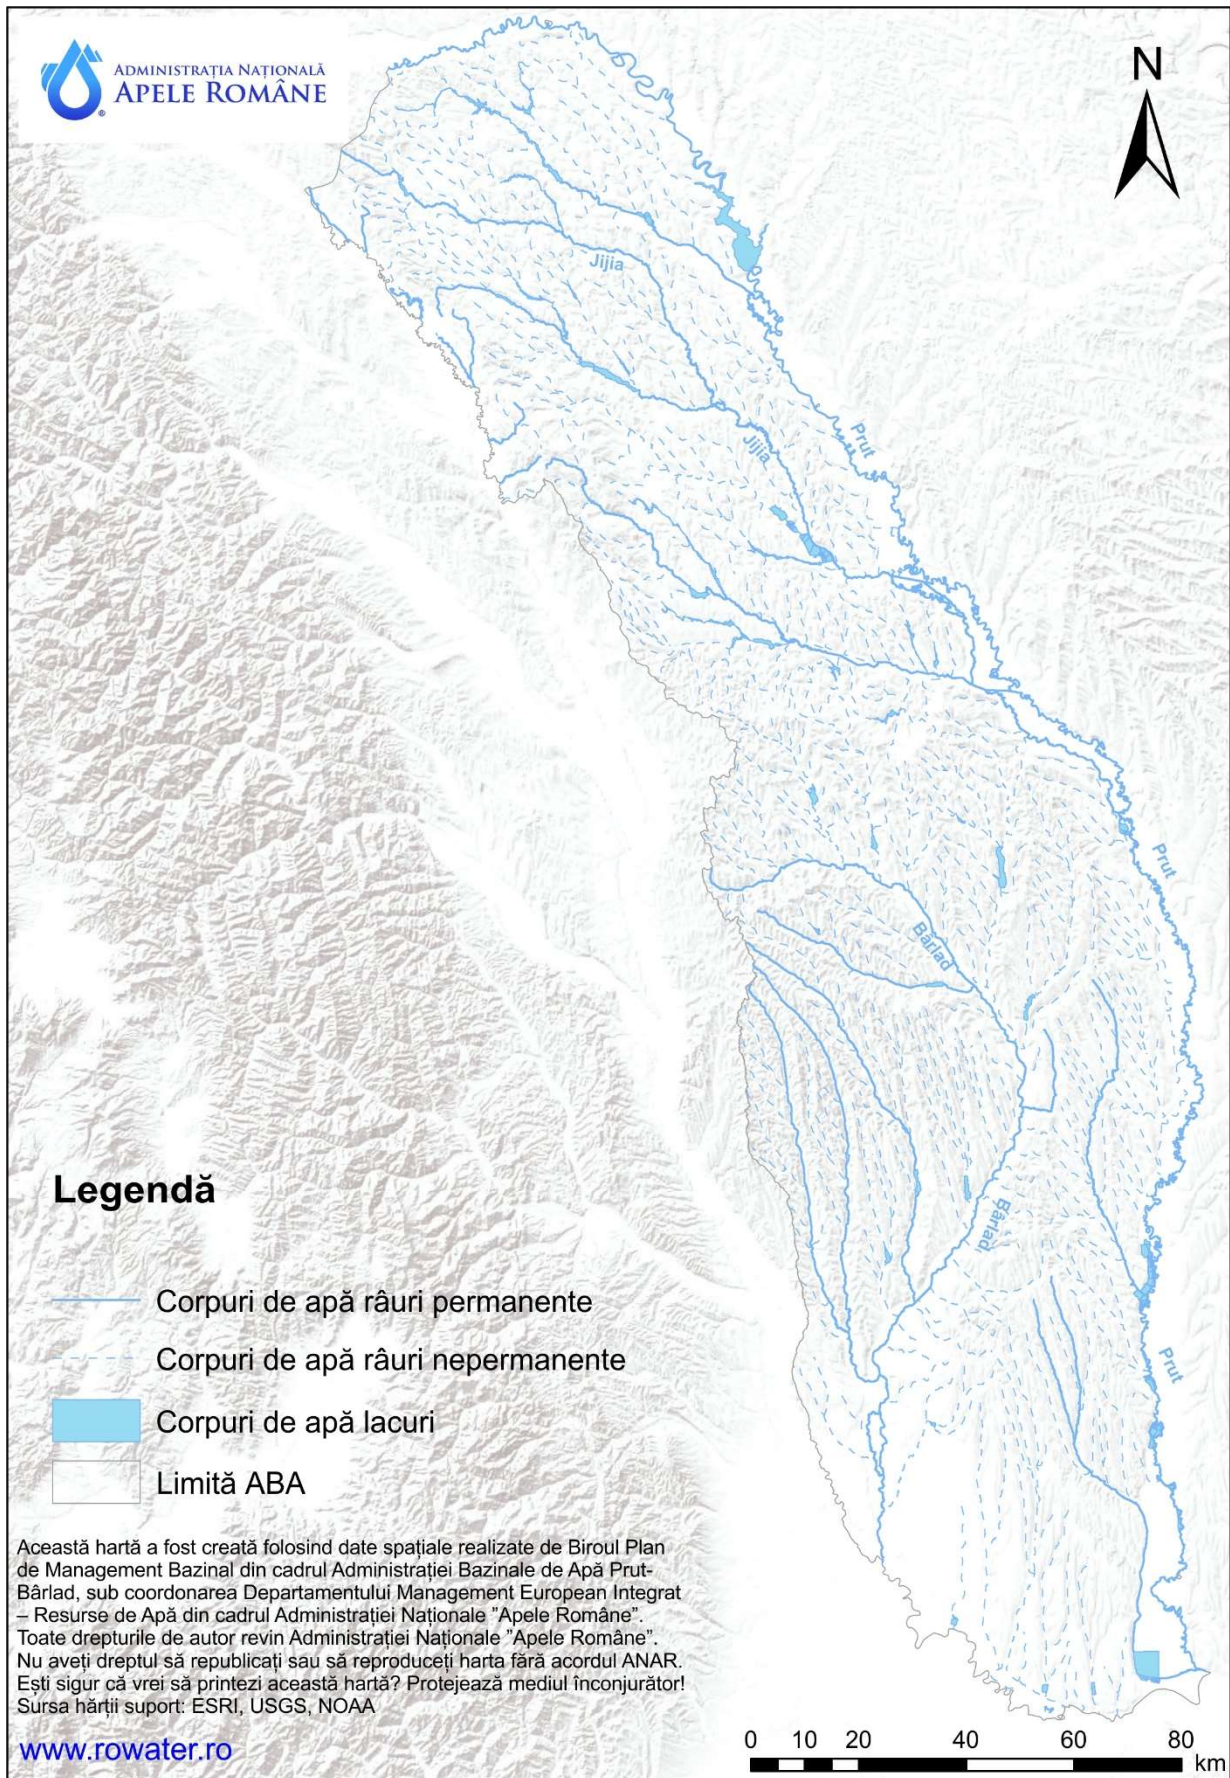 ADMINISTRAȚIA NAȚIONALĂ
APELE ROMÂNE
®
N
Jijia
Jijia
Prut
Prut
Bârlad
Bârlad
Prut
Legendă
Corpuri de apă râuri permanente
Corpuri de apă râuri nepermanente
Corpuri de apă lacuri
Limită ABA
Această hartă a fost creată folosind date spațiale realizate de Biroul Plan
de Management Bazinal din cadrul Administrației Bazinale de Apă Prut-
Bârlad, sub coordonarea Departamentului Management European Integrat
– Resurse de Apă din cadrul Administrației Naționale "Apele Române".
Toate drepturile de autor revin Administrației Naționale "Apele Române".
Nu aveți dreptul să republicați sau să reproduceți harta fără acordul ANAR.
Ești sigur că vrei să printezi această hartă? Protejează mediul înconjurător!
Sursa hărții suport: ESRI, USGS, NOAA
www.rowater.ro
0 10 20 40 60 80
km